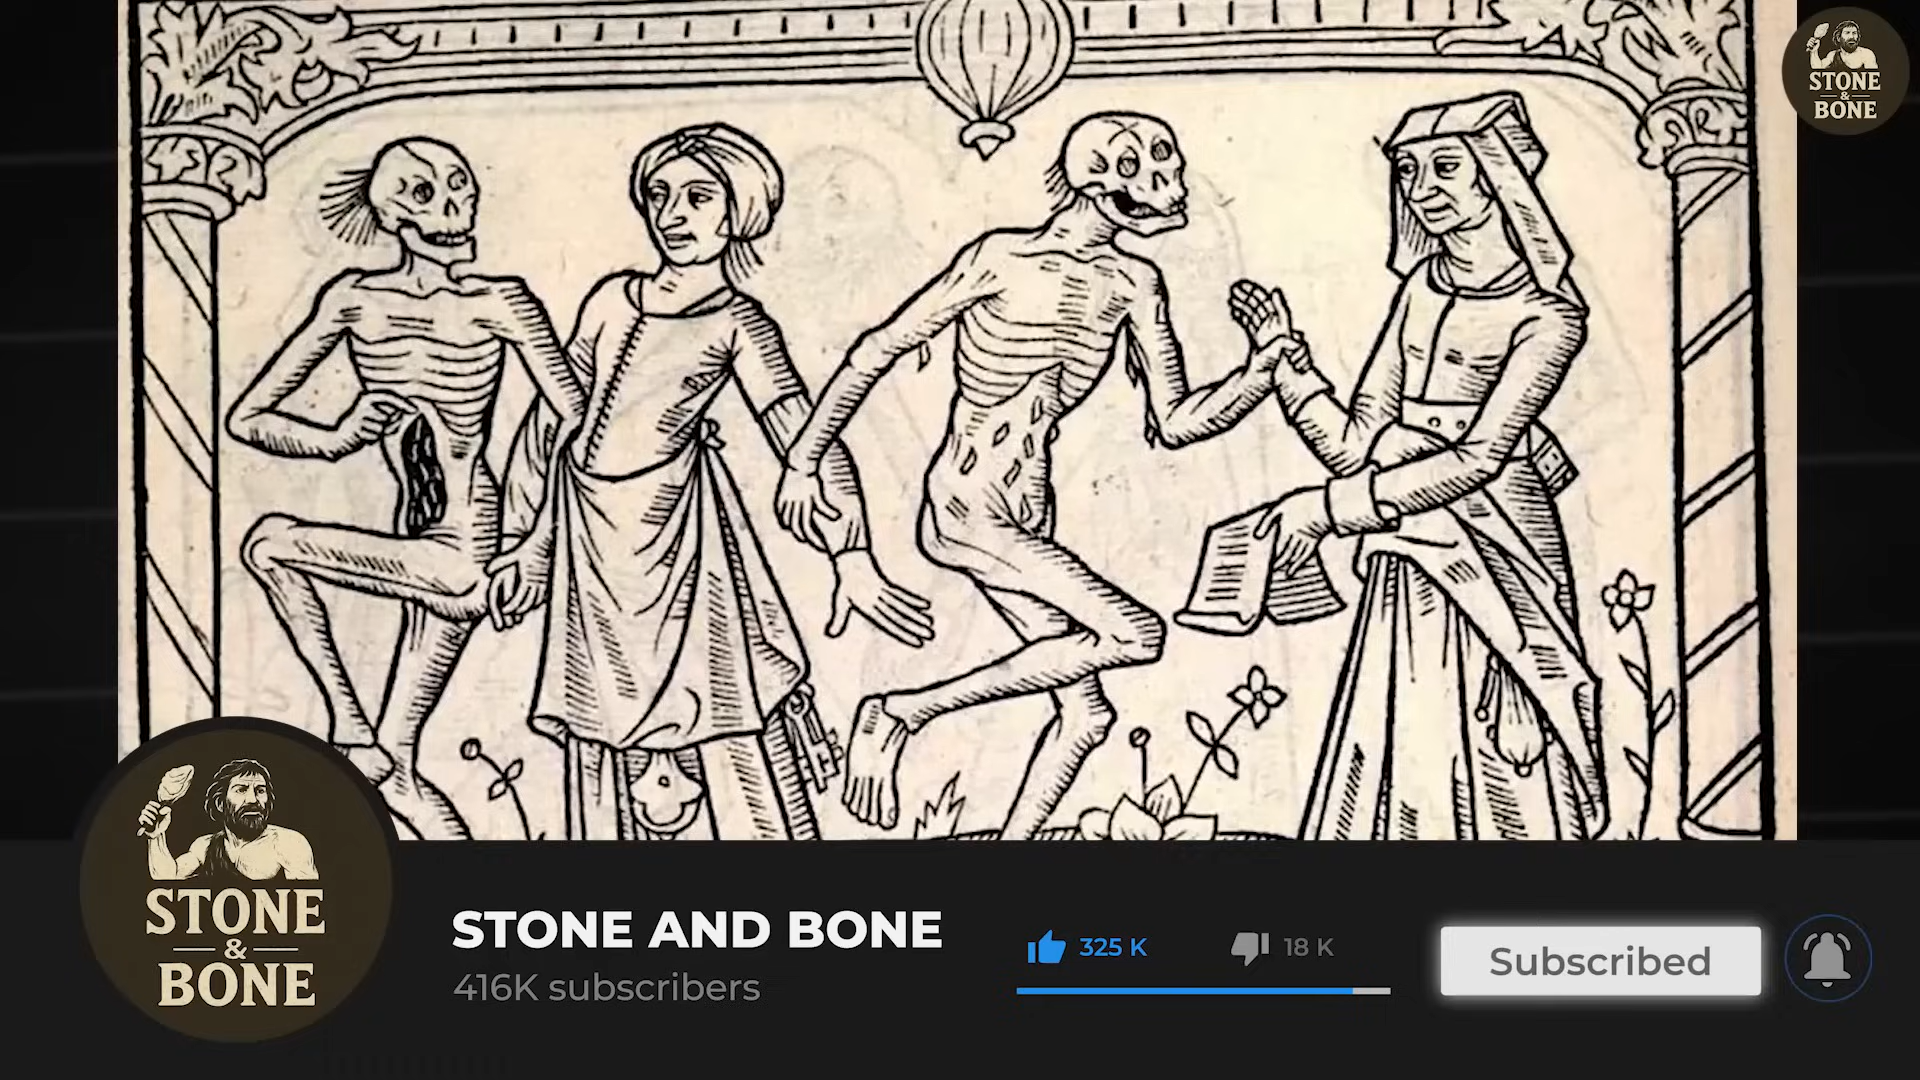 STONE
&
BONE
STONE
&
BONE
STONE AND BONE
416K subscribers
325 K
18 K
Subscribed